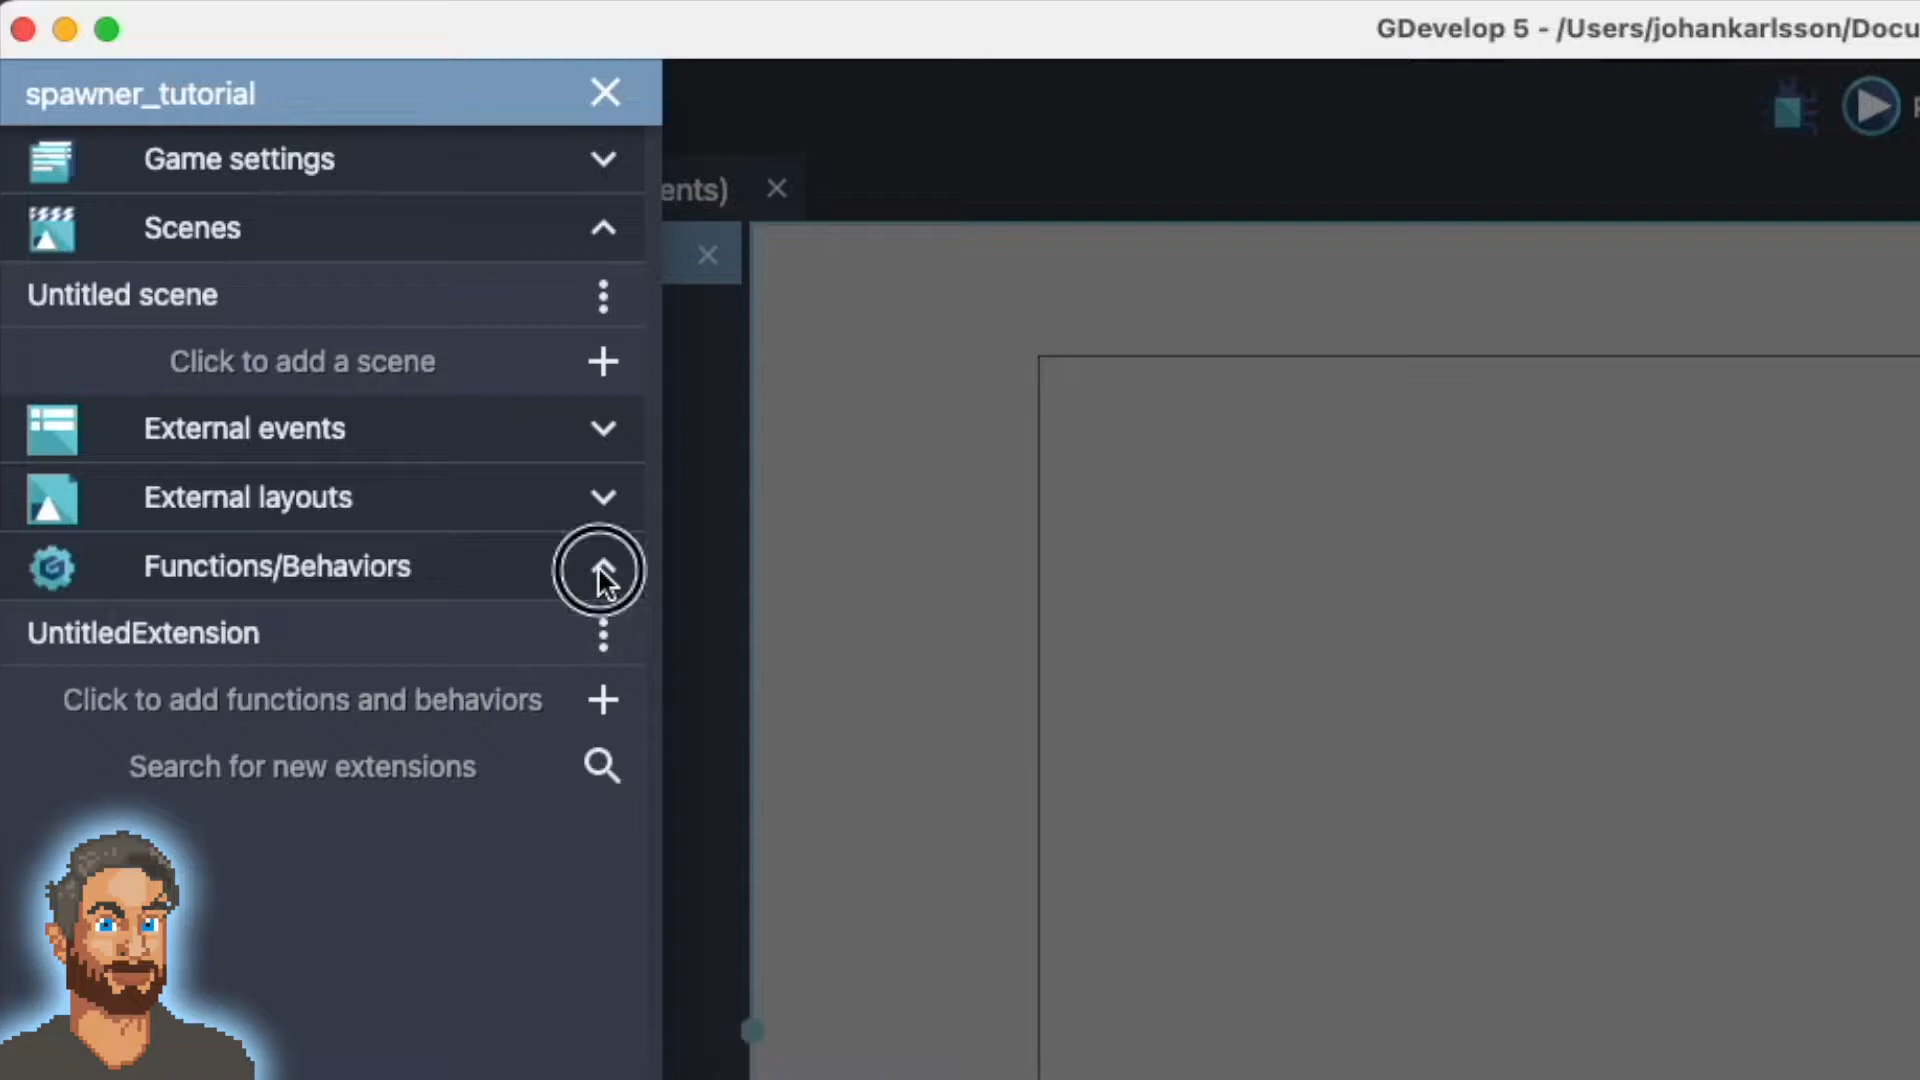 GDevelop 5 - /Users/johankarlsson/Docu
spawner_tutorial
Game settings
ents)
Scenes
Untitled scene
Click to add a scene
External events
External layouts
Functions/Behaviors
UntitledExtension
Click to add functions and behaviors
Search for new extensions